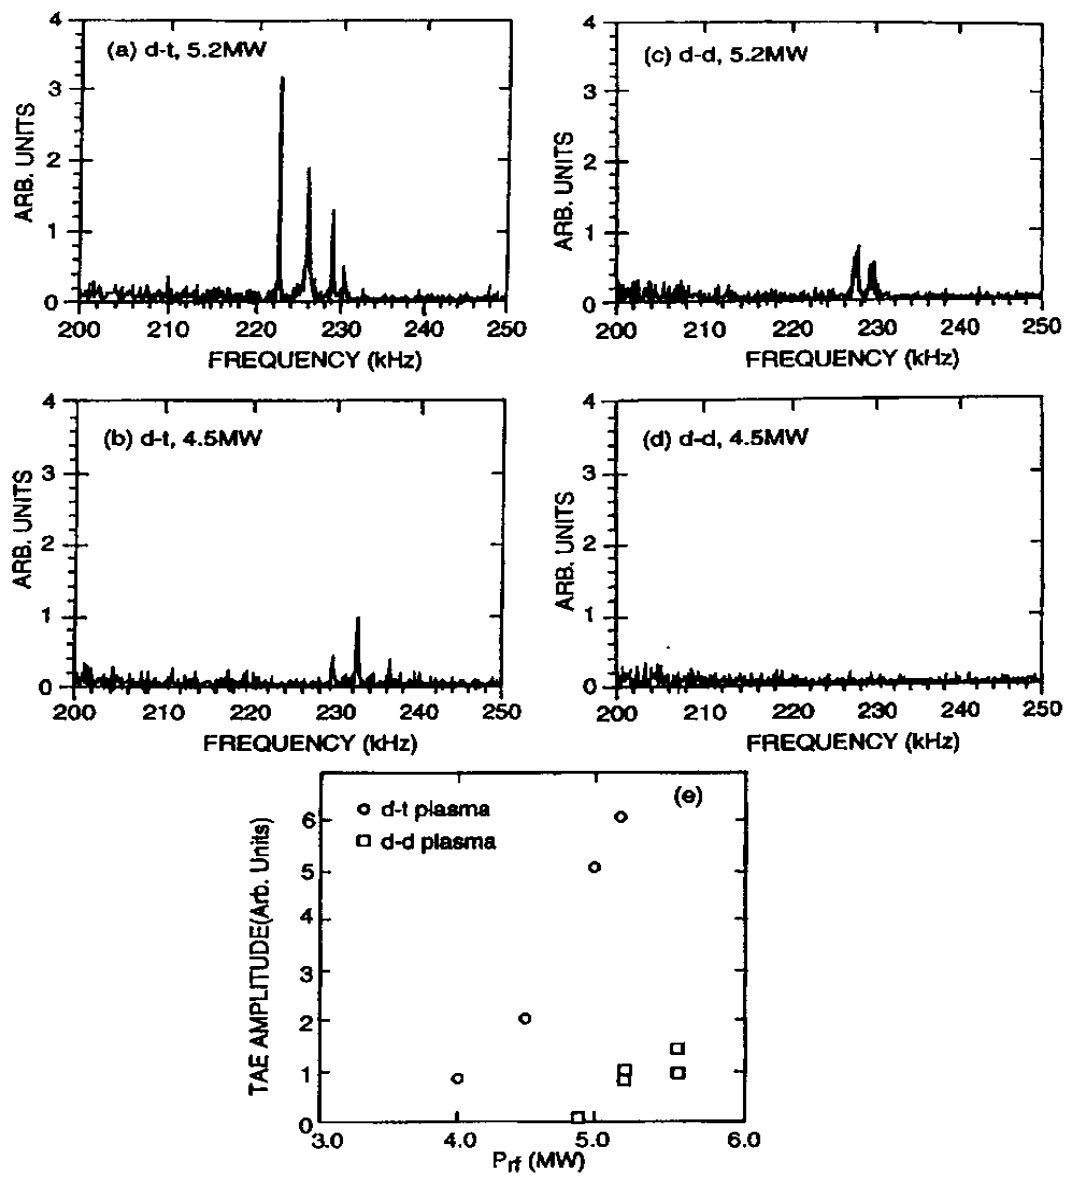 4
3
2
1
0
ARB. UNITS
(a) d-t, 5.2MW
200 210 220 230 240 250
FREQUENCY (kHz)
4
3
2
1
0
ARB. UNITS
(c) d-d, 5.2MW
200 210 220 230 240 250
FREQUENCY (kHz)
4
3
2
1
0
ARB. UNITS
(b) d-t, 4.5MW
200 210 220 230 240 250
FREQUENCY (kHz)
4
3
2
1
0
ARB. UNITS
(d) d-d, 4.5MW
200 210 220 230 240 250
FREQUENCY (kHz)
(e)
d-t plasma
d-d plasma
6
5
4
3
2
1
0
TAE AMPLITUDE(Arb. Units)
3.0 4.0 5.0 6.0
Prf (MW)